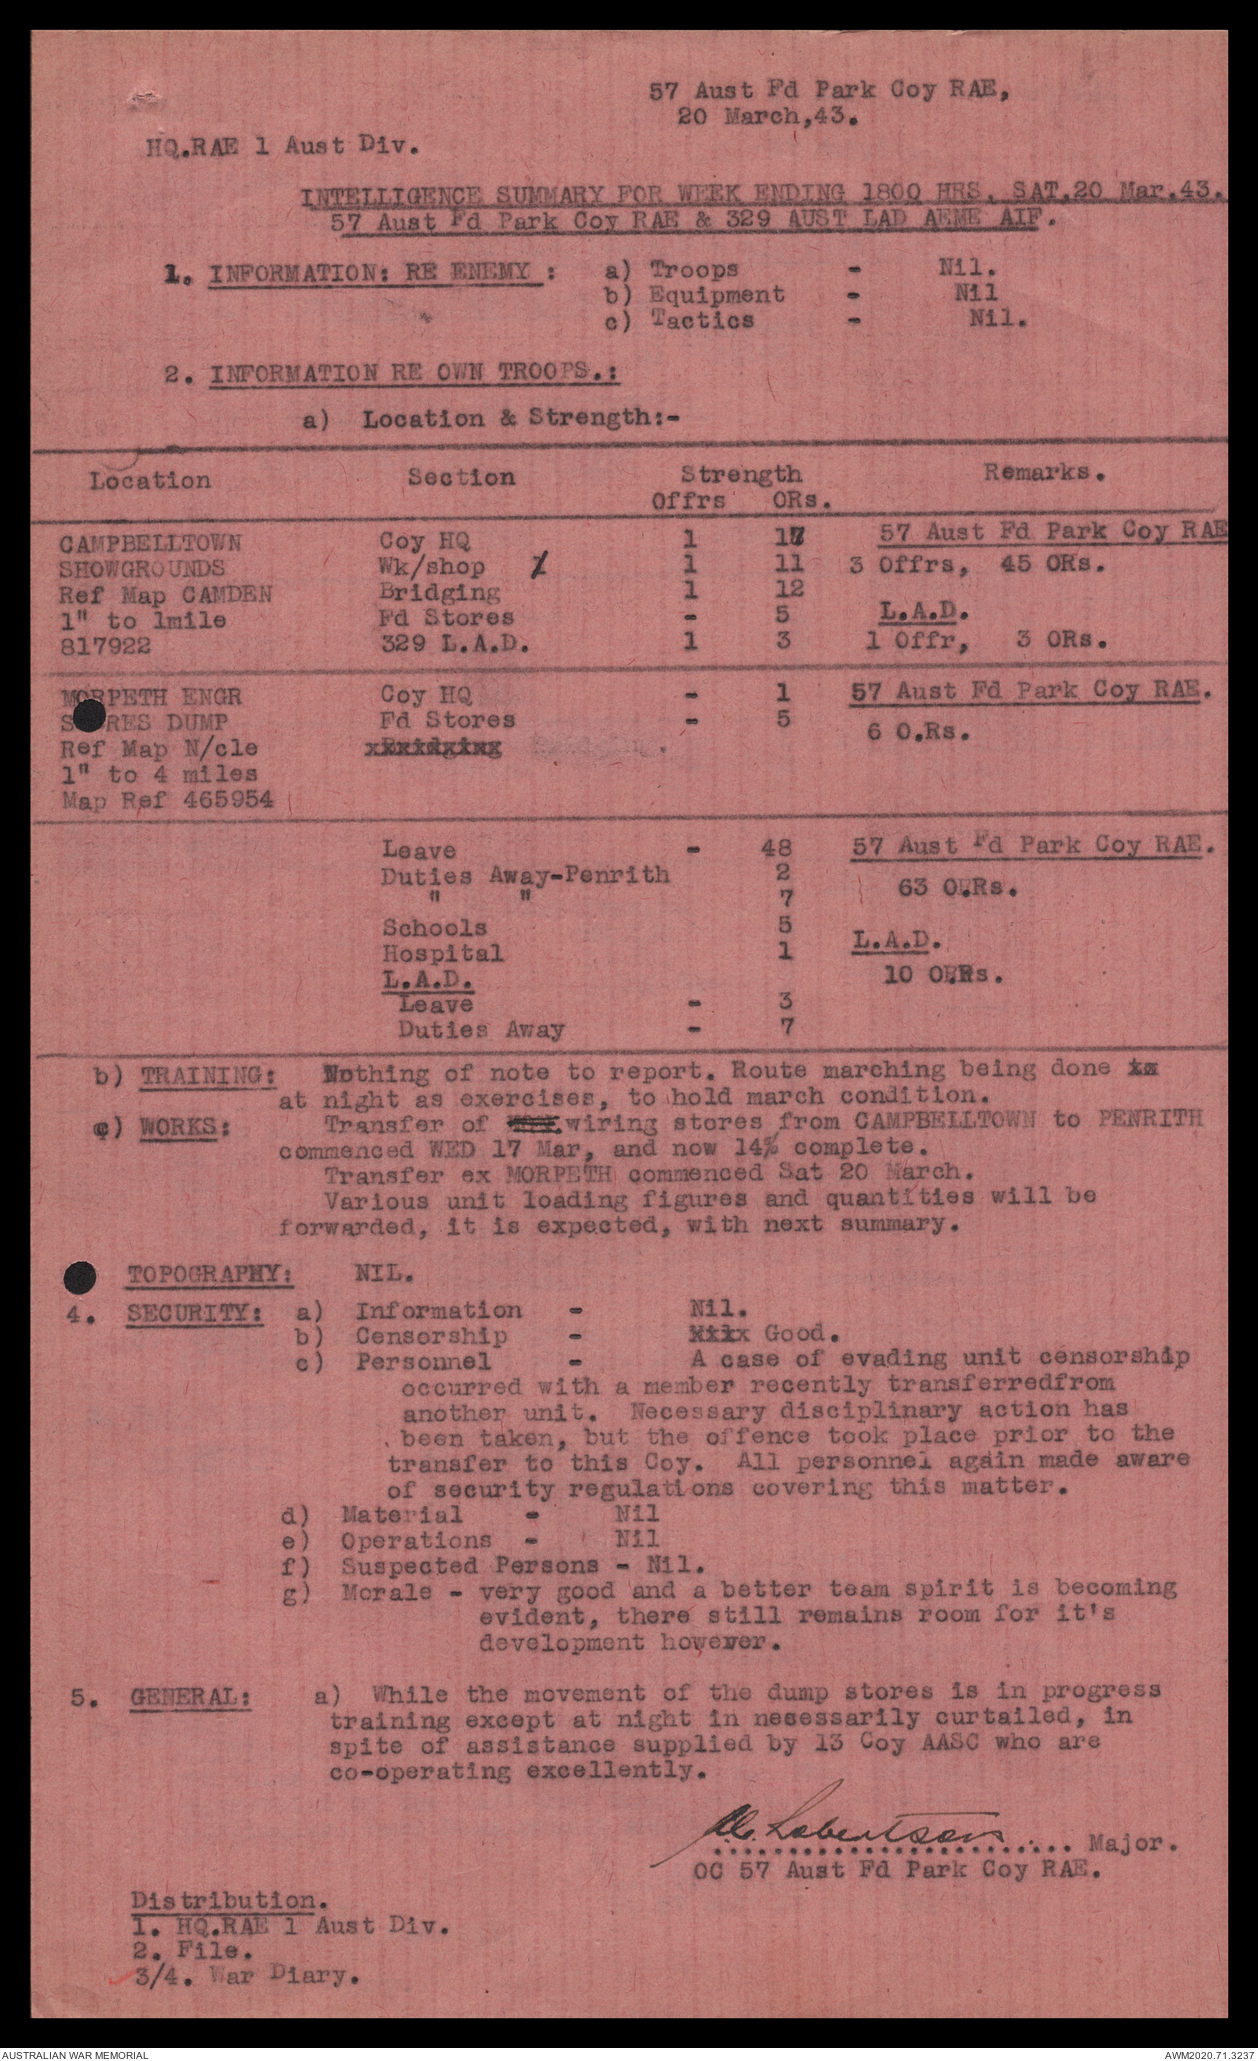 57 Aust Fd Park Coy RAE,
20 March,43.
HQ.RAE 1 Aust Div.
INTELLIGENCE SUMMARY FOR WEEK ENDING 1800 HRS, SAT,20 Mar.43.
57 Aust Fd Park Coy RAE & 329 AUST LAD AEME AIF.
1. INFORMATION: RE ENEMY : a) Troops - Nil.
b) Equipment - Nil
c) Tactics - Nil.
2. INFORMATION RE OWN TROOPS.:
a) Location & Strength:-
Location Section Strength Remarks.
Offrs ORs.
CAMPBELLTOWN Coy HQ 1 17 57 Aust Fd Park Coy RAE
SHOWGROUNDS Wk/shop 1 11 3 Offrs, 45 ORs.
Ref Map CAMDEN Bridging 1 12
1" to 1mile Fd Stores - 5 L.A.D.
817922 329 L.A.D. 1 3 1 Offr, 3 ORs.
MORPETH ENGR Coy HQ - 1 57 Aust Fd Park Coy RAE.
STORES DUMP Fd Stores - 5 6 O.Rs.
Ref Map N/cle xBridging
1" to 4 miles
Map Ref 465954
Leave - 48 57 Aust Fd Park Coy RAE.
Duties Away-Penrith 2
" " 7 63 O.Rs.
Schools 5
Hospital 1 L.A.D.
L.A.D. 10 O.Rs.
Leave - 3
Duties Away - 7
b) TRAINING: Nothing of note to report. Route marching being done
at night as exercises, to hold march condition.
c) WORKS: Transfer of wiring stores from CAMPBELLTOWN to PENRITH
commenced WED 17 Mar, and now 14% complete.
Transfer ex MORPETH commenced Sat 20 March.
Various unit loading figures and quantities will be
forwarded, it is expected, with next summary.
TOPOGRAPHY: NIL.
4. SECURITY: a) Information - Nil.
b) Censorship - Nilx Good.
c) Personnel - A case of evading unit censorship
occurred with a member recently transferredfrom
another unit. Necessary disciplinary action has
been taken, but the offence took place prior to the
transfer to this Coy. All personnel again made aware
of security regulations covering this matter.
d) Material - Nil
e) Operations - Nil
f) Suspected Persons - Nil.
g) Morale - very good and a better team spirit is becoming
evident, there still remains room for it's
development however.
5. GENERAL: a) While the movement of the dump stores is in progress
training except at night in necessarily curtailed, in
spite of assistance supplied by 13 Coy AASC who are
co-operating excellently.
Robertson Major.
OC 57 Aust Fd Park Coy RAE.
Distribution.
1. HQ.RAE 1 Aust Div.
2. File.
3/4. War Diary.
AUSTRALIAN WAR MEMORIAL AWM2020.71.3237